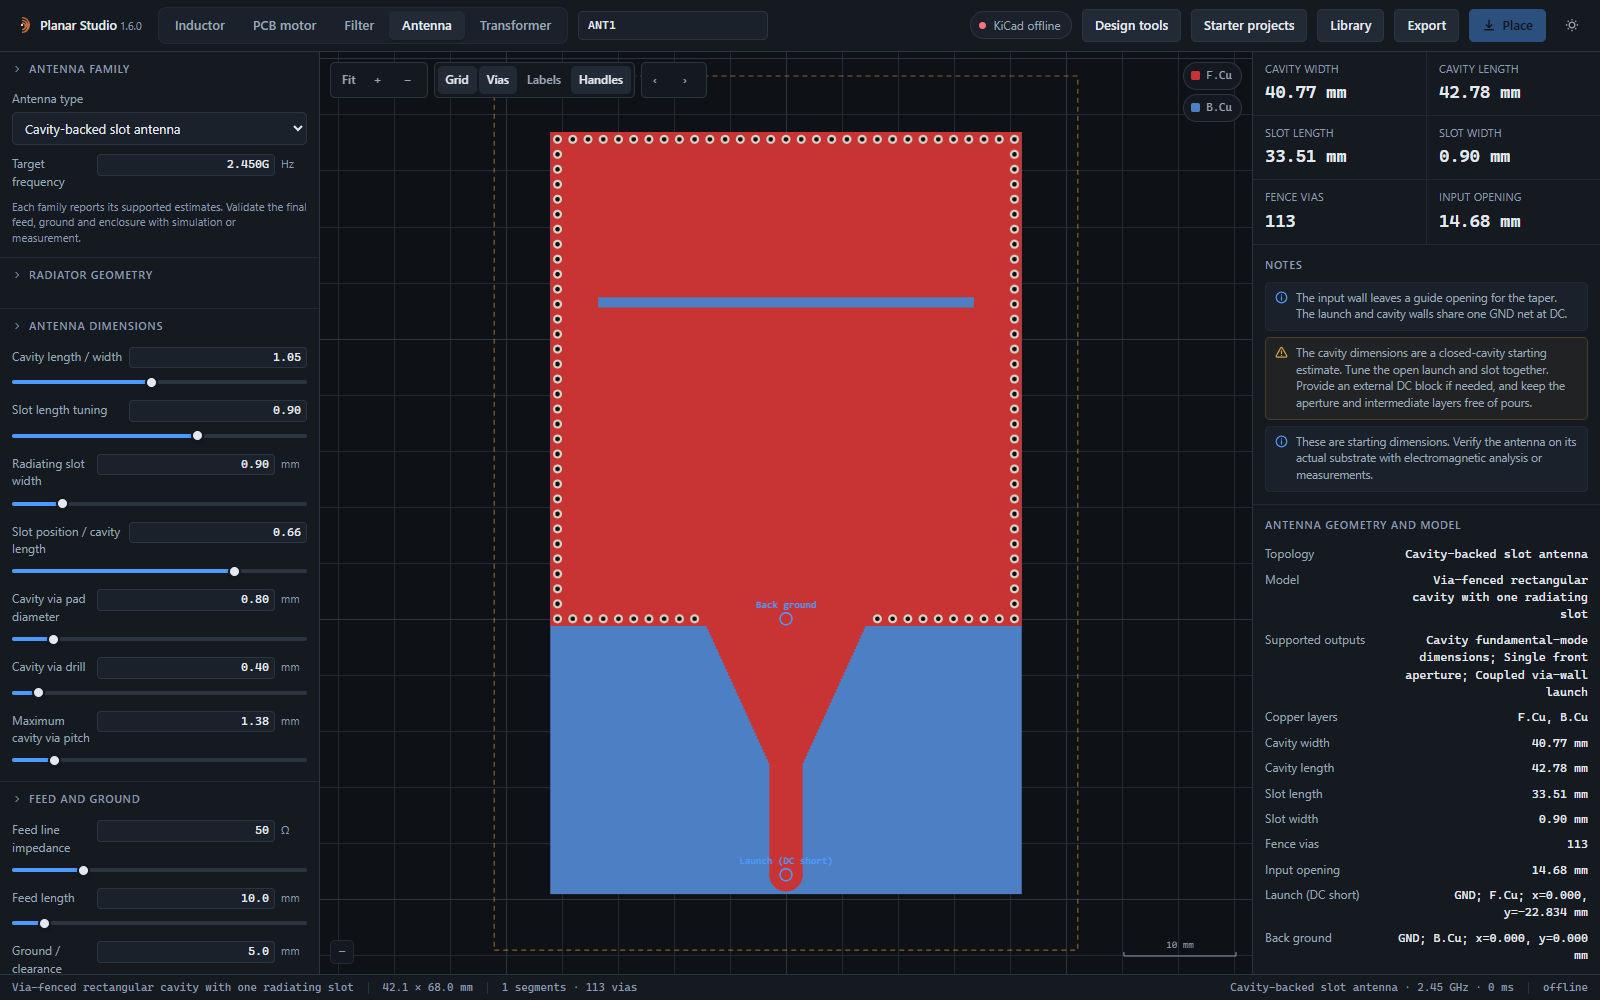 Planar Studio 1.6.0
Inductor
PCB motor
Filter
Antenna
Transformer
ANT1
KiCad offline
Design tools
Starter projects
Library
Export
Place
ANTENNA FAMILY
Antenna type
Cavity-backed slot antenna
Target frequency
2.450G Hz
Each family reports its supported estimates. Validate the final
feed, ground and enclosure with simulation or
measurement.
RADIATOR GEOMETRY
ANTENNA DIMENSIONS
Cavity length / width
1.05
Slot length tuning
0.90
Radiating slot
width
0.90 mm
Slot position / cavity
length
0.66
Cavity via pad
diameter
0.80 mm
Cavity via drill
0.40 mm
Maximum
cavity via pitch
1.38 mm
FEED AND GROUND
Feed line
impedance
50 Ω
Feed length
10.0 mm
Ground /
clearance
5.0 mm
Fit + −
Grid Vias Labels Handles
‹ ›
F.Cu
B.Cu
Back ground
Launch (DC short)
−
10 mm
CAVITY WIDTH
40.77 mm
CAVITY LENGTH
42.78 mm
SLOT LENGTH
33.51 mm
SLOT WIDTH
0.90 mm
FENCE VIAS
113
INPUT OPENING
14.68 mm
NOTES
The input wall leaves a guide opening for the taper.
The launch and cavity walls share one GND net at DC.
The cavity dimensions are a closed-cavity starting
estimate. Tune the open launch and slot together.
Provide an external DC block if needed, and keep the
aperture and intermediate layers free of pours.
These are starting dimensions. Verify the antenna on its
actual substrate with electromagnetic analysis or
measurements.
ANTENNA GEOMETRY AND MODEL
Topology
Cavity-backed slot antenna
Model
Via-fenced rectangular
cavity with one radiating
slot
Supported outputs
Cavity fundamental-mode
dimensions; Single front
aperture; Coupled via-wall
launch
Copper layers
F.Cu, B.Cu
Cavity width
40.77 mm
Cavity length
42.78 mm
Slot length
33.51 mm
Slot width
0.90 mm
Fence vias
113
Input opening
14.68 mm
Launch (DC short)
GND; F.Cu; x=0.000,
y=-22.834 mm
Back ground
GND; B.Cu; x=0.000, y=0.000
mm
Via-fenced rectangular cavity with one radiating slot
42.1 × 68.0 mm
1 segments · 113 vias
Cavity-backed slot antenna · 2.45 GHz · 0 ms
offline